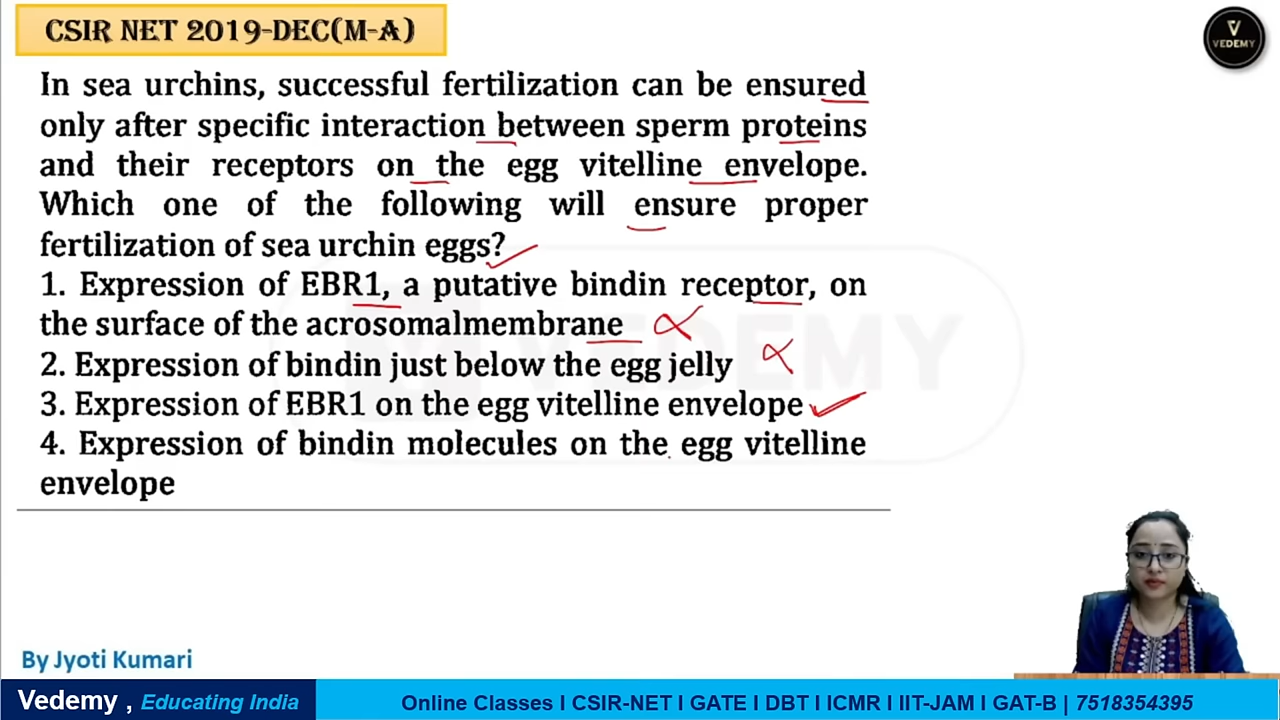 CSIR NET 2019-DEC(M-A)
VEDEMY
In sea urchins, successful fertilization can be ensured
only after specific interaction between sperm proteins
and their receptors on the egg vitelline envelope.
Which one of the following will ensure proper
fertilization of sea urchin eggs?
1. Expression of EBR1, a putative bindin receptor, on
the surface of the acrosomalmembrane
2. Expression of bindin just below the egg jelly
3. Expression of EBR1 on the egg vitelline envelope
4. Expression of bindin molecules on the egg vitelline
envelope
VEDEMY
By Jyoti Kumari
Vedemy , Educating India
Online Classes I CSIR-NET I GATE I DBT I ICMR I IIT-JAM I GAT-B | 7518354395